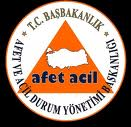 T.C. BAŞBAKANLIK
afet acil
AFET VE ACİL DURUM YÖNETİMİ BAŞKANLIĞI